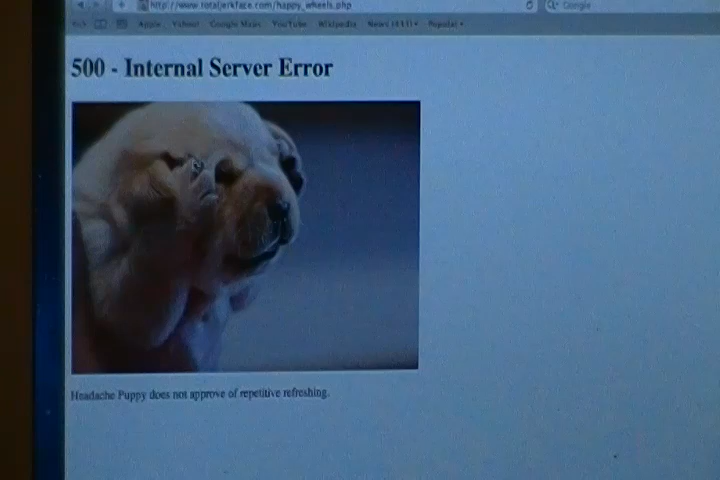 http://www.totaljerkface.com/happy_wheels.php
Google
Apple Yahoo! Google Maps YouTube Wikipedia News Popular
500 - Internal Server Error
Headache Puppy does not approve of repetitive refreshing.